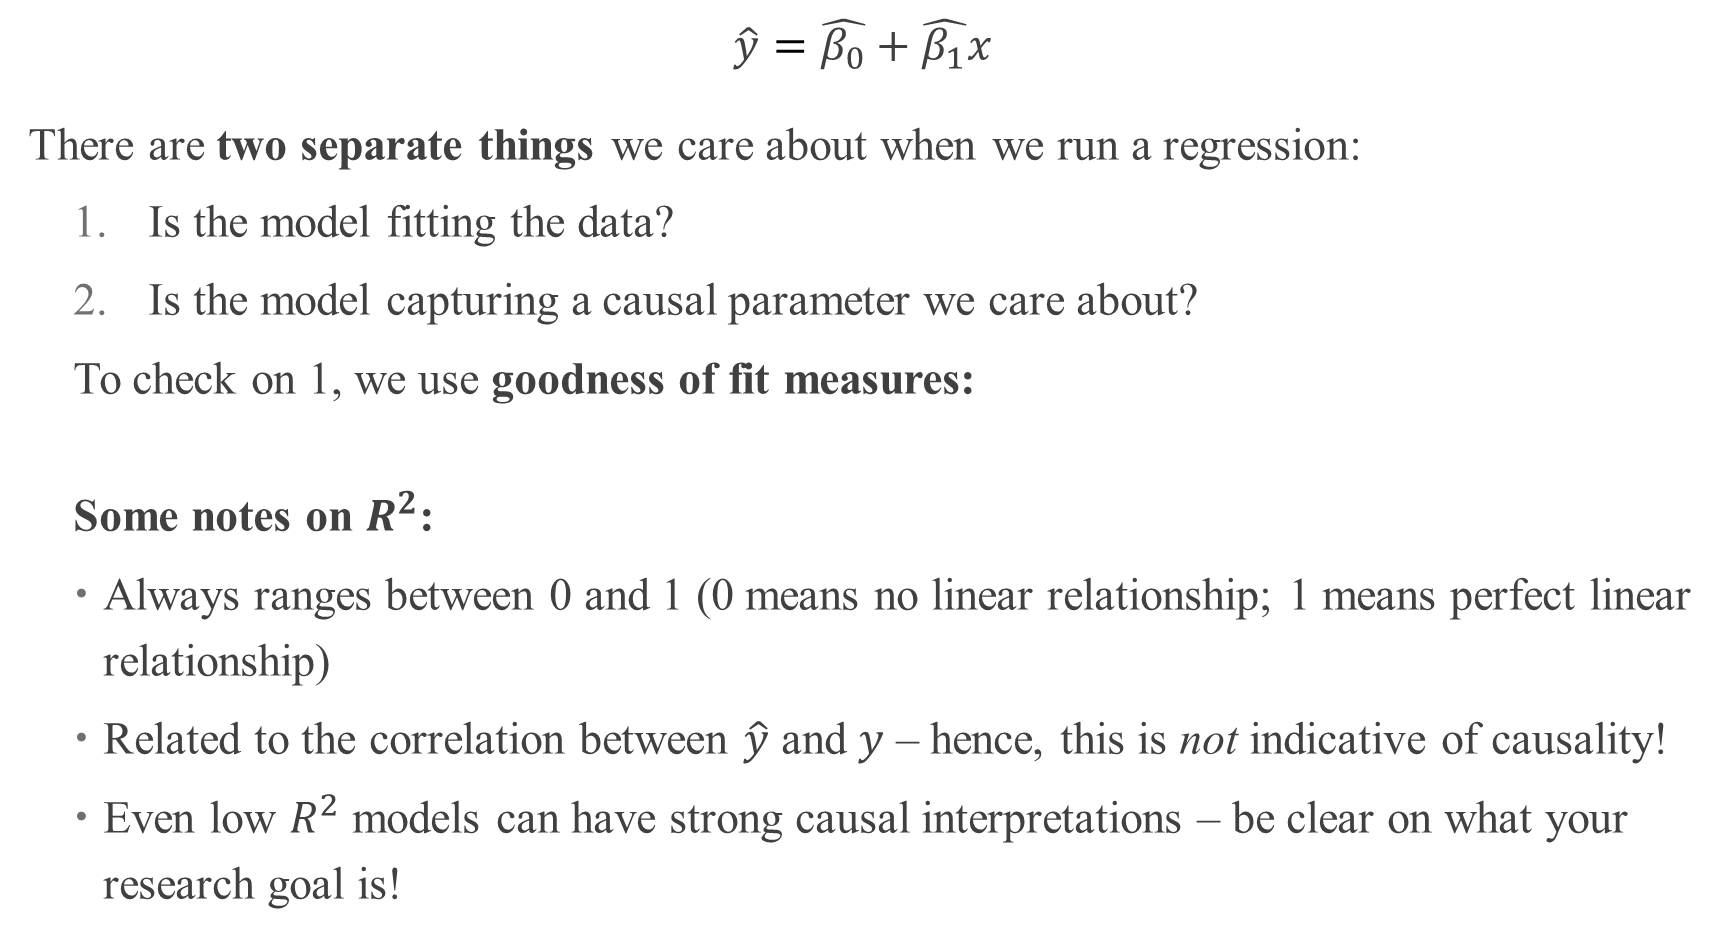 ŷ = β̂₀ + β̂₁x
There are two separate things we care about when we run a regression:
1. Is the model fitting the data?
2. Is the model capturing a causal parameter we care about?
To check on 1, we use goodness of fit measures:
Some notes on R²:
• Always ranges between 0 and 1 (0 means no linear relationship; 1 means perfect linear
relationship)
• Related to the correlation between ŷ and y – hence, this is not indicative of causality!
• Even low R² models can have strong causal interpretations – be clear on what your
research goal is!